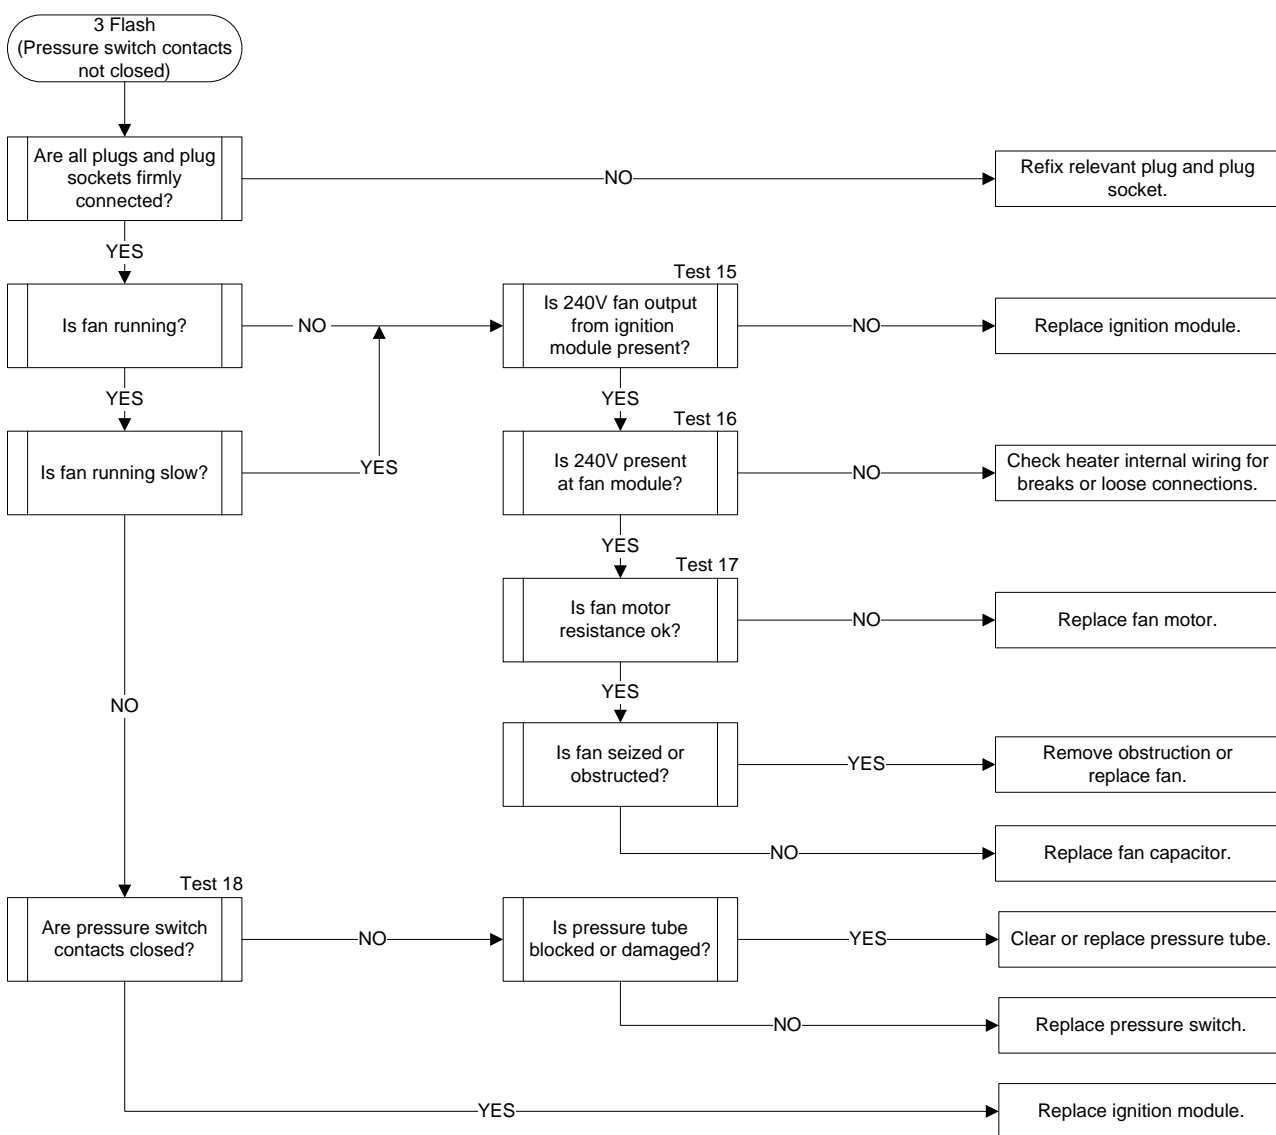 3 Flash
(Pressure switch contacts
not closed)
Are all plugs and plug
sockets firmly
connected?
NO
Refix relevant plug and plug
socket.
YES
Is fan running?
NO
Test 15
Is 240V fan output
from ignition
module present?
NO
Replace ignition module.
YES
YES
Is fan running slow?
YES
Test 16
Is 240V present
at fan module?
NO
Check heater internal wiring for
breaks or loose connections.
YES
Test 17
Is fan motor
resistance ok?
NO
Replace fan motor.
YES
NO
Is fan seized or
obstructed?
YES
Remove obstruction or
replace fan.
NO
Replace fan capacitor.
Test 18
Are pressure switch
contacts closed?
NO
Is pressure tube
blocked or damaged?
YES
Clear or replace pressure tube.
NO
Replace pressure switch.
YES
Replace ignition module.